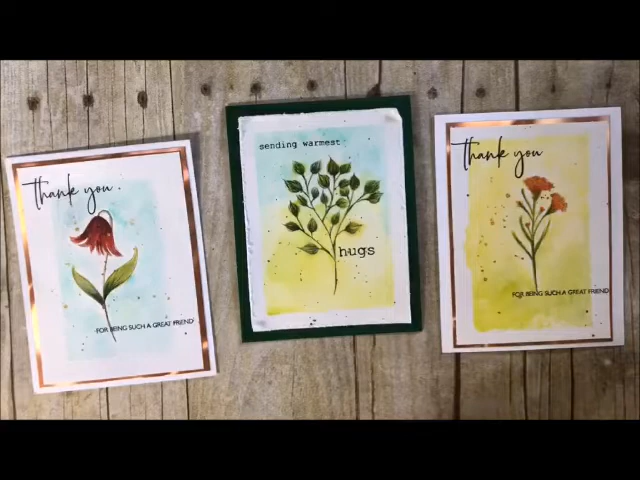 thank you.
FOR BEING SUCH A GREAT FRIEND
sending warmest
hugs
thank you
FOR BEING SUCH A GREAT FRIEND